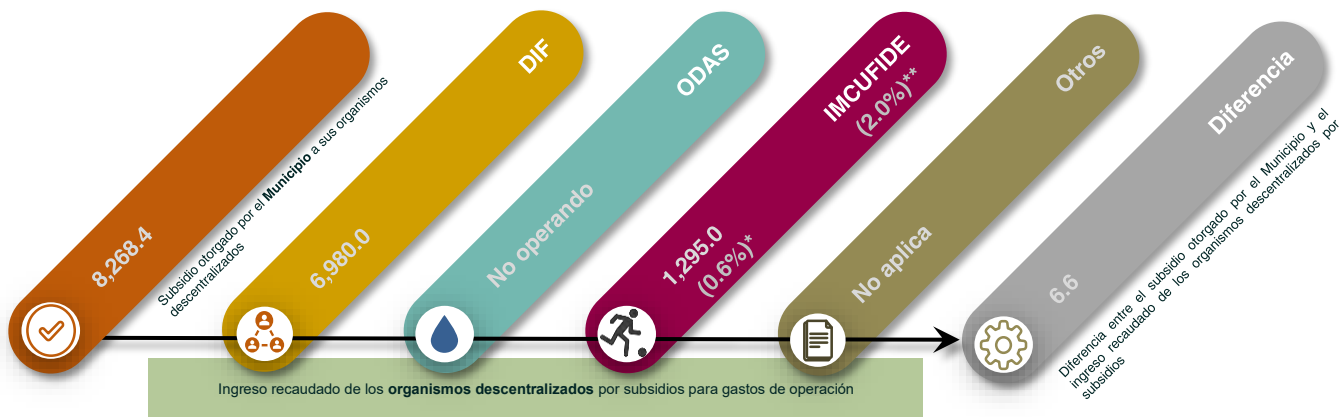 8,268.4
Subsidio otorgado por el Municipio a sus organismos
descentralizados
DIF
6,980.0
ODAS
No operando
IMCUFIDE
(2.0%)**
1,295.0
(0.6%)*
Otros
No aplica
Diferencia
6.6
Diferencia entre el subsidio otorgado por el Municipio y el
ingreso recaudado de los organismos descentralizados por
subsidios
Ingreso recaudado de los organismos descentralizados por subsidios para gastos de operación